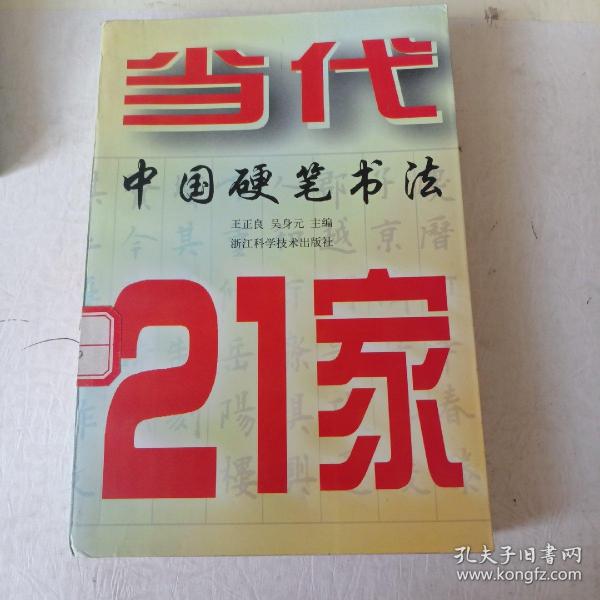 当代
中国硬笔书法
王正良 吴身元 主编
浙江科学技术出版社
21家
孔夫子旧书网
www.kongfz.com